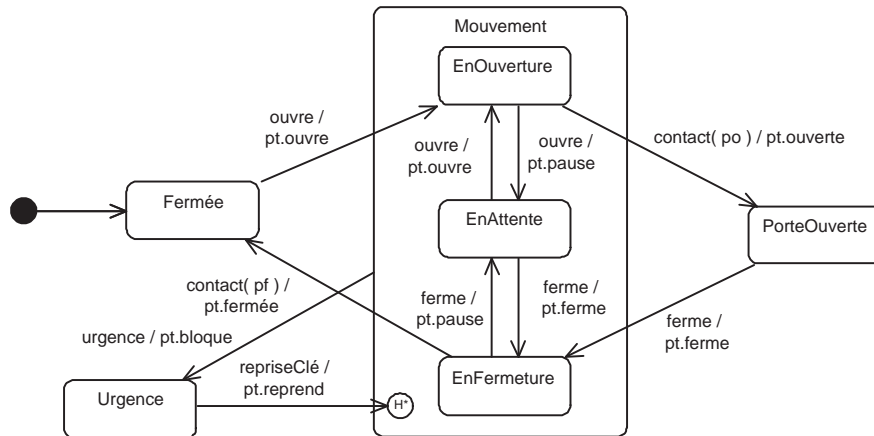 Mouvement
EnOuverture
ouvre /
pt.ouvre
ouvre /
pt.ouvre
ouvre /
pt.pause
contact( po ) / pt.ouverte
Fermée
EnAttente
PorteOuverte
contact( pf ) /
pt.fermée
ferme /
pt.pause
ferme /
pt.ferme
ferme /
pt.ferme
urgence / pt.bloque
repriseClé /
pt.reprend
EnFermeture
Urgence
H*